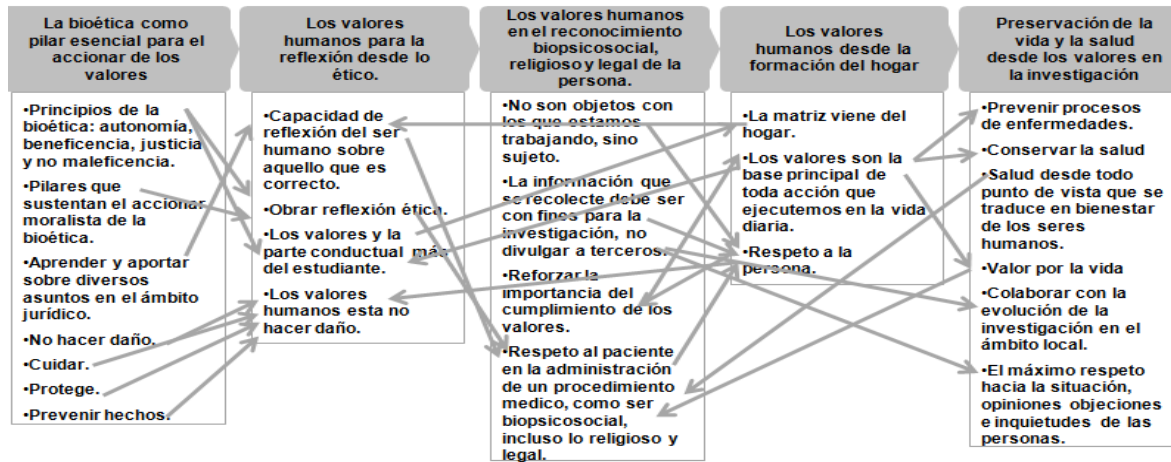 La bioética como
pilar esencial para el
accionar de los
valores
•Principios de la
bioética: autonomía,
beneficencia, justicia
y no maleficencia.
•Pilares que
sustentan el accionar
moralista de la
bioética.
•Aprender y aportar
sobre diversos
asuntos en el ámbito
jurídico.
•No hacer daño.
•Cuidar.
•Protege.
•Prevenir hechos.
Los valores
humanos para la
reflexión desde lo
ético.
•Capacidad de
reflexión del ser
humano sobre
aquello que es
correcto.
•Obrar reflexión ética.
•Los valores y la
parte conductual más
del estudiante.
•Los valores
humanos esta no
hacer daño.
Los valores humanos
en el reconocimiento
biopsicosocial,
religioso y legal de la
persona.
•No son objetos con
los que estamos
trabajando, sino
sujeto.
•La información que
se recolecte debe ser
con fines para la
investigación, no
divulgar a terceros.
•Reforzar la
importancia del
cumplimiento de los
valores.
•Respeto al paciente
en la administración
de un procedimiento
medico, como ser
biopsicosocial,
incluso lo religioso y
legal.
Los valores
humanos desde la
formación del hogar
•La matriz viene del
hogar.
•Los valores son la
base principal de
toda acción que
ejecutemos en la vida
diaria.
•Respeto a la
persona.
Preservación de la
vida y la salud
desde los valores en
la investigación
•Prevenir procesos
de enfermedades.
•Conservar la salud
•Salud desde todo
punto de vista que se
traduce en bienestar
de los seres
humanos.
•Valor por la vida
•Colaborar con la
evolución de la
investigación en el
ámbito local.
•El máximo respeto
hacia la situación,
opiniones objeciones
e inquietudes de las
personas.